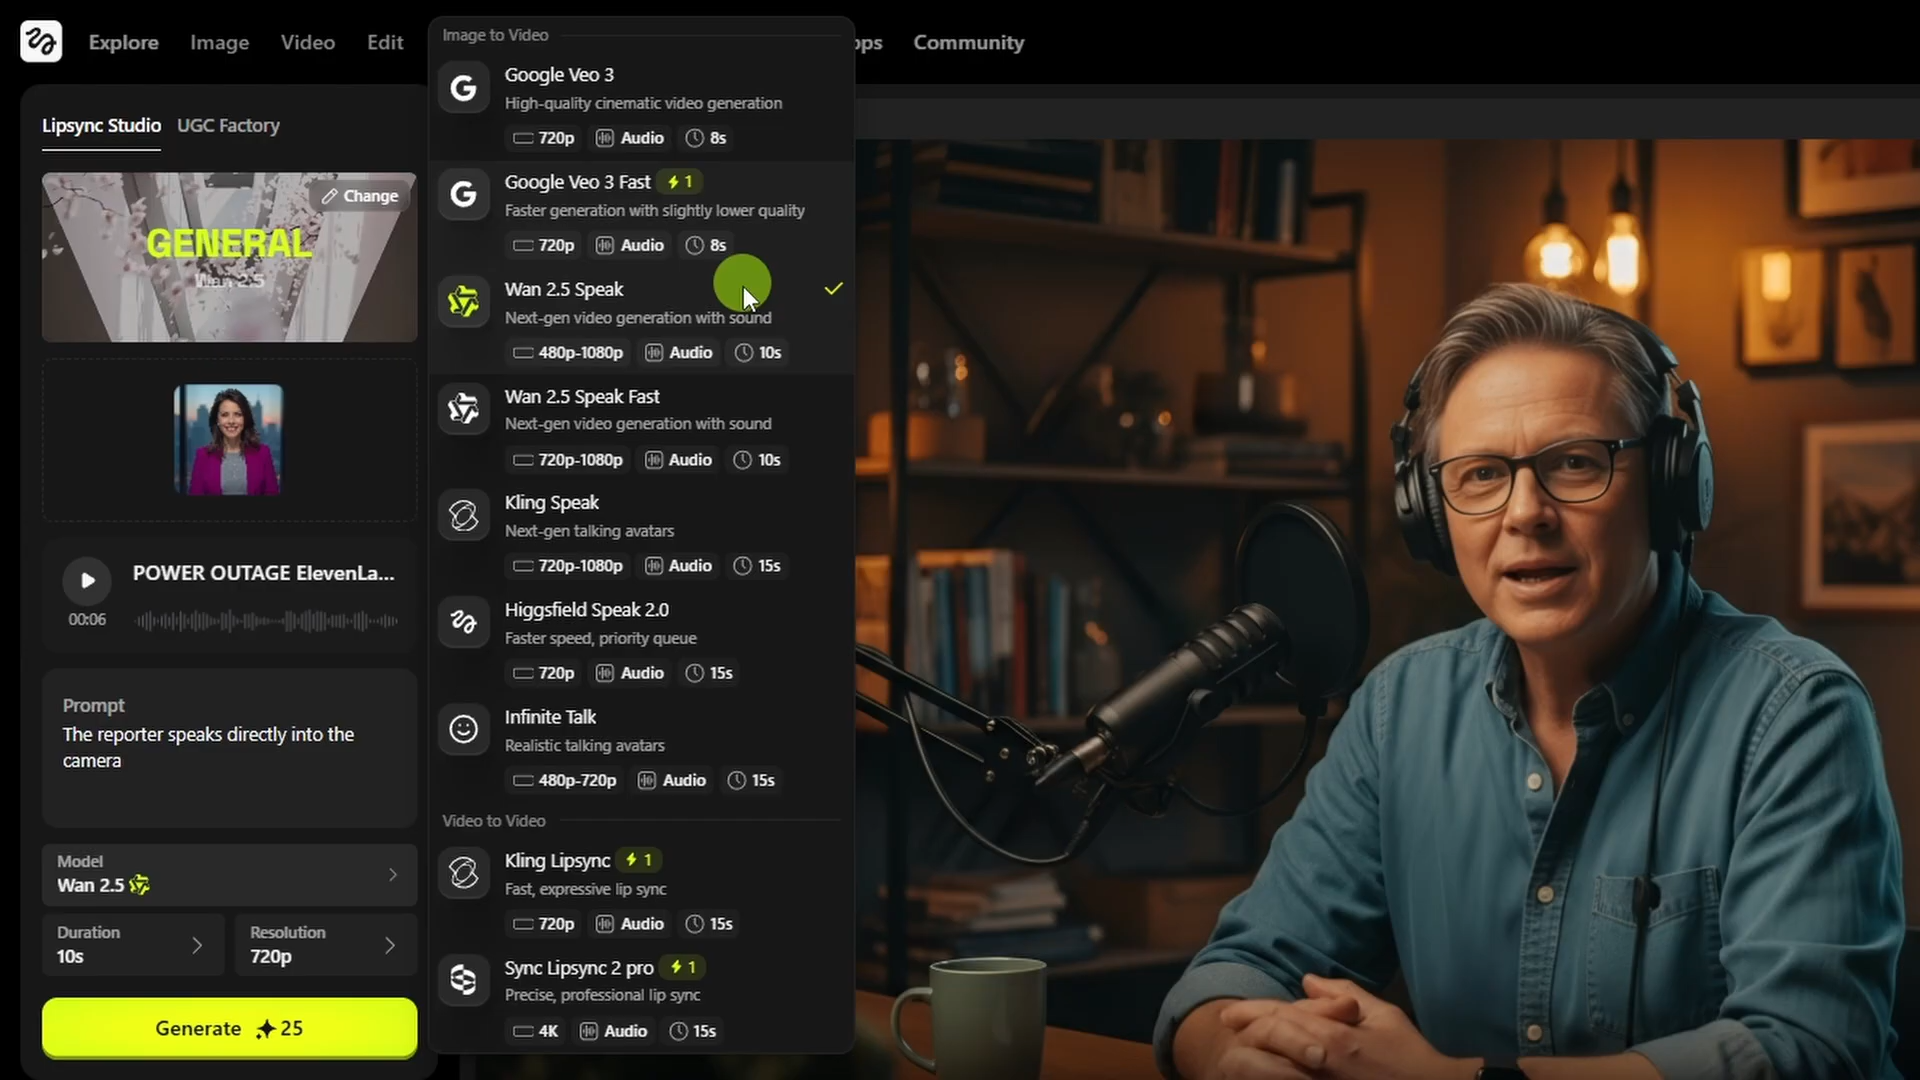 Explore
Image
Video
Edit
pps
Community
Lipsync Studio
UGC Factory
Change
GENERAL
Wan 2.5
00:06
POWER OUTAGE ElevenLa...
Prompt
The reporter speaks directly into the
camera
Model
Wan 2.5
Duration
10s
Resolution
720p
Generate 25
Image to Video
Google Veo 3
High-quality cinematic video generation
720p Audio 8s
Google Veo 3 Fast 1
Faster generation with slightly lower quality
720p Audio 8s
Wan 2.5 Speak
Next-gen video generation with sound
480p-1080p Audio 10s
Wan 2.5 Speak Fast
Next-gen video generation with sound
720p-1080p Audio 10s
Kling Speak
Next-gen talking avatars
720p-1080p Audio 15s
Higgsfield Speak 2.0
Faster speed, priority queue
720p Audio 15s
Infinite Talk
Realistic talking avatars
480p-720p Audio 15s
Video to Video
Kling Lipsync 1
Fast, expressive lip sync
720p Audio 15s
Sync Lipsync 2 pro 1
Precise, professional lip sync
4K Audio 15s